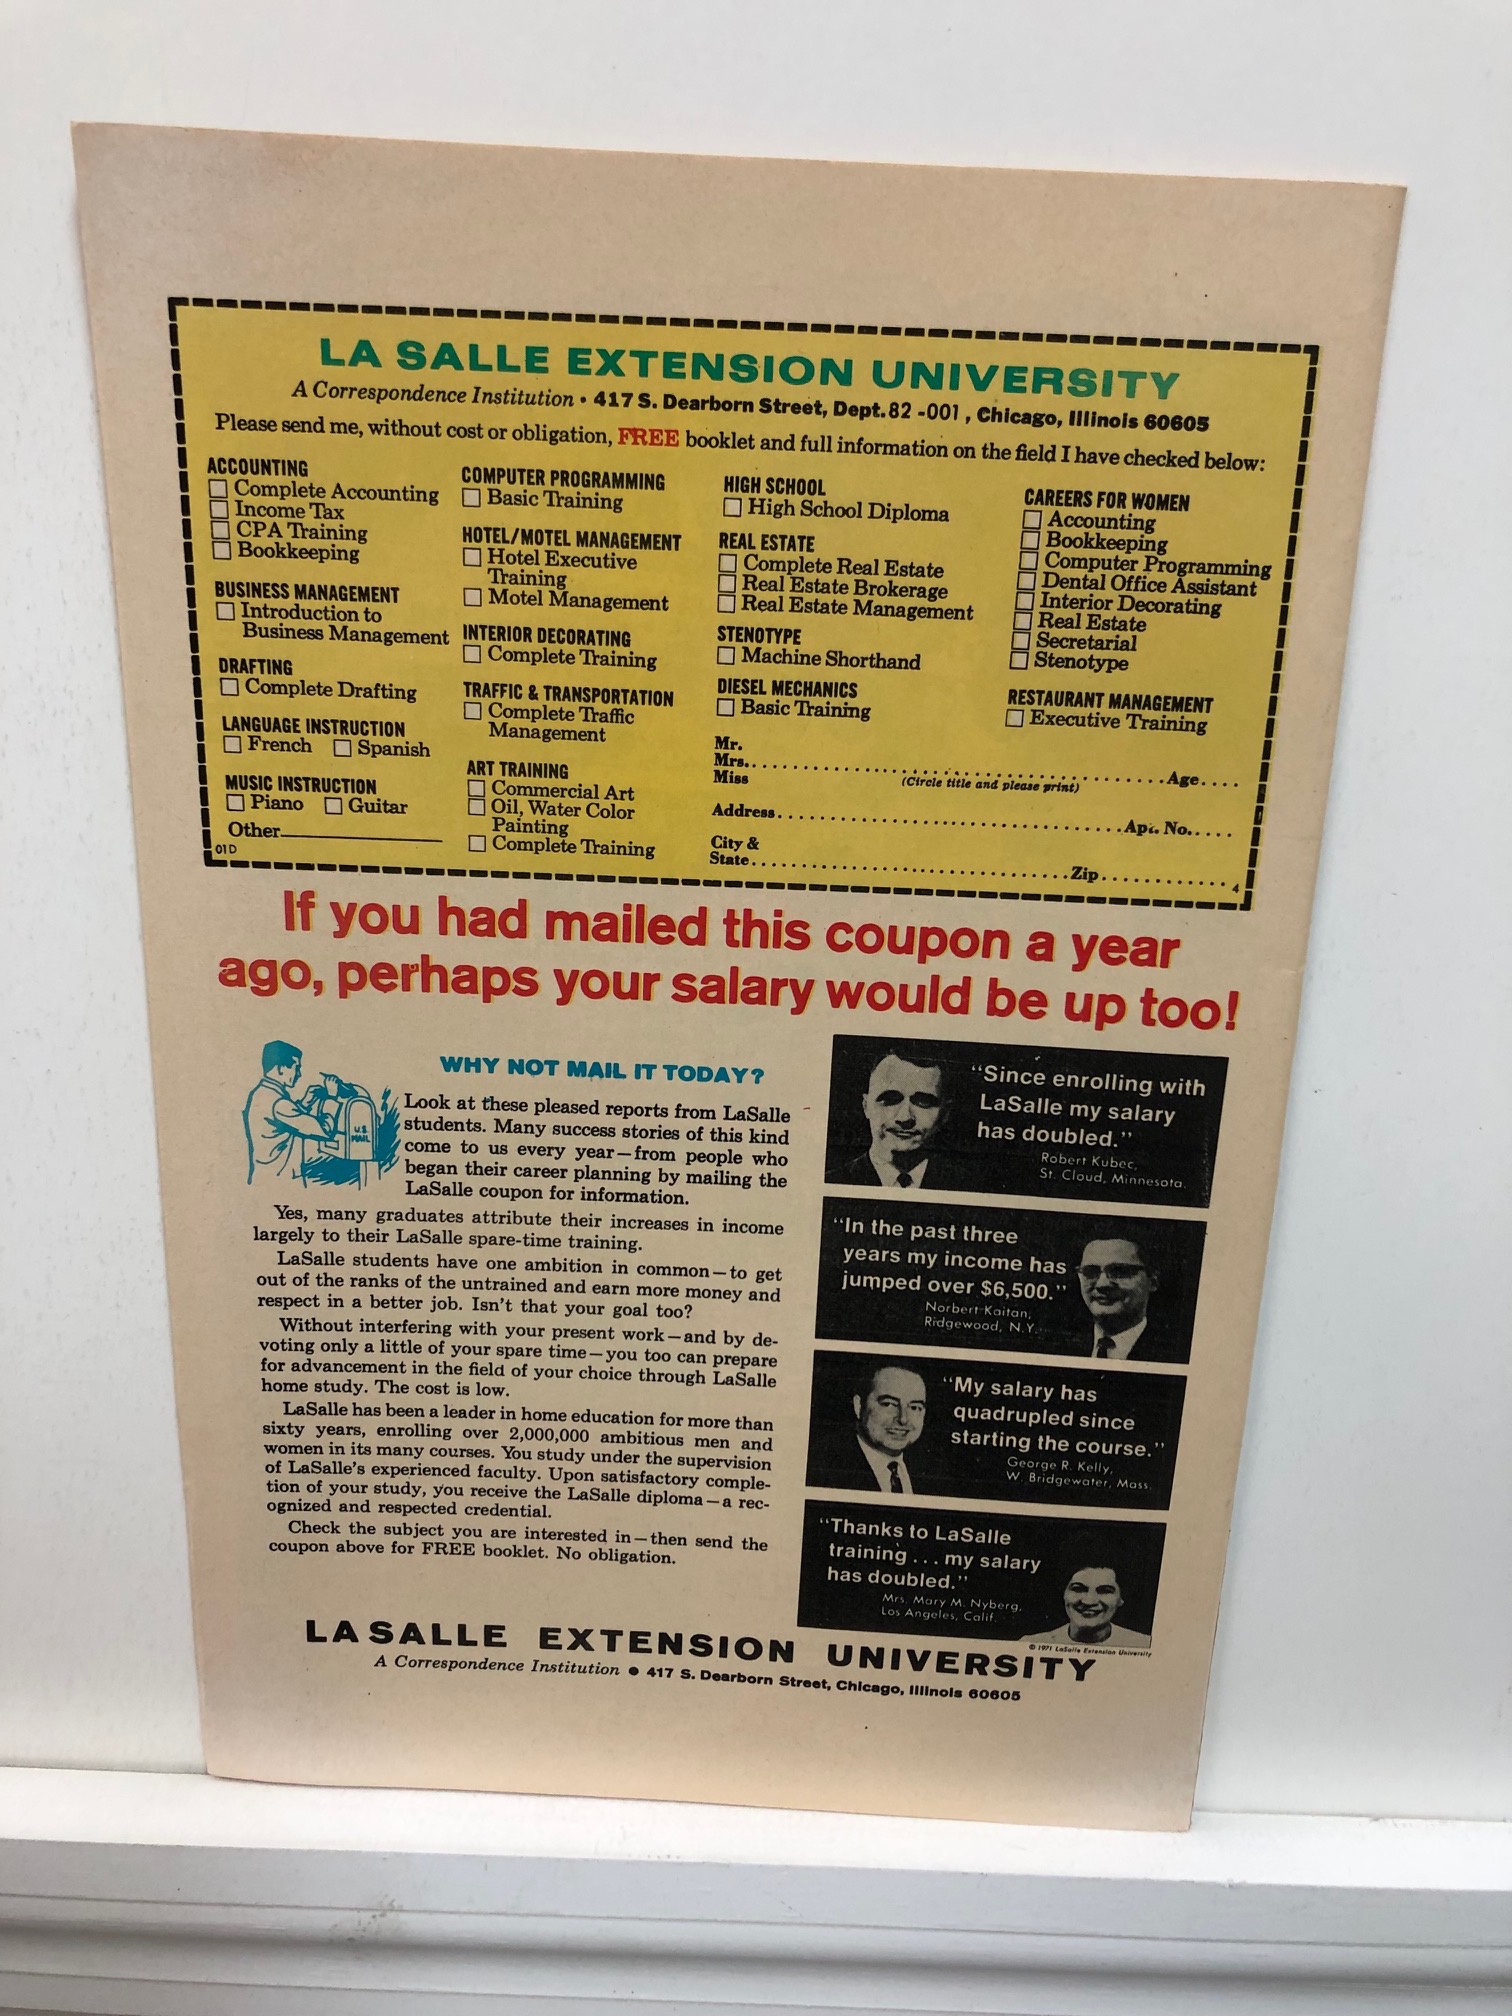 LA SALLE EXTENSION UNIVERSITY
A Correspondence Institution • 417 S. Dearborn Street, Dept. 82 -001, Chicago, Illinois 60605
Please send me, without cost or obligation, FREE booklet and full information on the field I have checked below:
ACCOUNTING
Complete Accounting
Income Tax
CPA Training
Bookkeeping
BUSINESS MANAGEMENT
Introduction to
Business Management
DRAFTING
Complete Drafting
LANGUAGE INSTRUCTION
French Spanish
MUSIC INSTRUCTION
Piano Guitar
Other
01D
COMPUTER PROGRAMMING
Basic Training
HOTEL/MOTEL MANAGEMENT
Hotel Executive
Training
Motel Management
INTERIOR DECORATING
Complete Training
TRAFFIC & TRANSPORTATION
Complete Traffic
Management
ART TRAINING
Commercial Art
Oil, Water Color
Painting
Complete Training
HIGH SCHOOL
High School Diploma
REAL ESTATE
Complete Real Estate
Real Estate Brokerage
Real Estate Management
STENOTYPE
Machine Shorthand
DIESEL MECHANICS
Basic Training
CAREERS FOR WOMEN
Accounting
Bookkeeping
Computer Programming
Dental Office Assistant
Interior Decorating
Real Estate
Secretarial
Stenotype
RESTAURANT MANAGEMENT
Executive Training
Mr.
Mrs. Age
Miss (Circle title and please print)
Address Apt. No.
City &
State Zip
4
If you had mailed this coupon a year
ago, perhaps your salary would be up too!
WHY NOT MAIL IT TODAY?
U.S.
MAIL
Look at these pleased reports from LaSalle
students. Many success stories of this kind
come to us every year—from people who
began their career planning by mailing the
LaSalle coupon for information.
Yes, many graduates attribute their increases in income
largely to their LaSalle spare-time training.
LaSalle students have one ambition in common—to get
out of the ranks of the untrained and earn more money and
respect in a better job. Isn't that your goal too?
Without interfering with your present work—and by de-
voting only a little of your spare time—you too can prepare
for advancement in the field of your choice through LaSalle
home study. The cost is low.
LaSalle has been a leader in home education for more than
sixty years, enrolling over 2,000,000 ambitious men and
women in its many courses. You study under the supervision
of LaSalle's experienced faculty. Upon satisfactory comple-
tion of your study, you receive the LaSalle diploma—a rec-
ognized and respected credential.
Check the subject you are interested in—then send the
coupon above for FREE booklet. No obligation.
"Since enrolling with
LaSalle my salary
has doubled."
Robert Kubec,
St. Cloud, Minnesota.
"In the past three
years my income has
jumped over $6,500."
Norbert Kaitan,
Ridgewood, N.Y.
"My salary has
quadrupled since
starting the course."
George R. Kelly,
W. Bridgewater, Mass.
"Thanks to LaSalle
training ... my salary
has doubled."
Mrs. Mary M. Nyberg,
Los Angeles, Calif.
© 1971 LaSalle Extension University
LASALLE EXTENSION UNIVERSITY
A Correspondence Institution • 417 S. Dearborn Street, Chicago, Illinois 60605